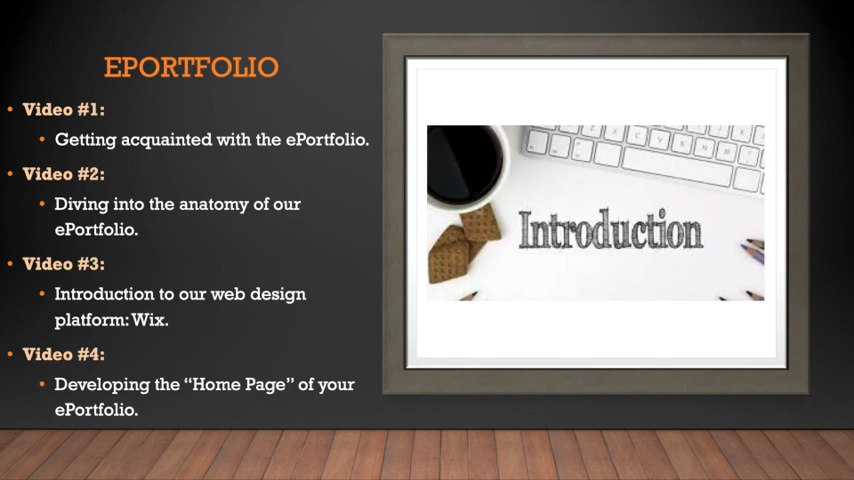 EPORTFOLIO
• Video #1:
• Getting acquainted with the ePortfolio.
• Video #2:
• Diving into the anatomy of our
ePortfolio.
• Video #3:
• Introduction to our web design
platform: Wix.
• Video #4:
• Developing the “Home Page” of your
ePortfolio.
Introduction